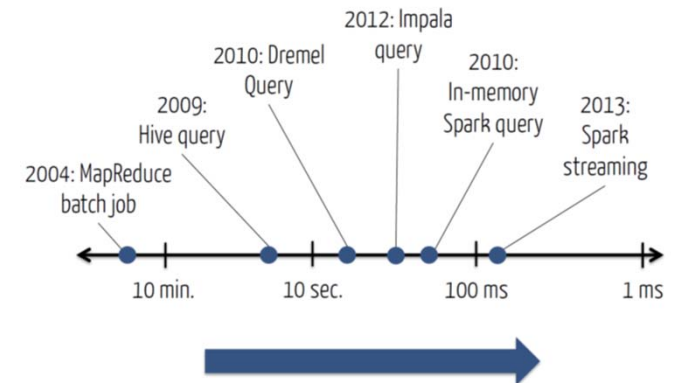 2012: Impala
query
2010: Dremel
Query
2010:
In-memory
Spark query
2009:
Hive query
2013:
Spark
streaming
2004: MapReduce
batch job
10 min.
10 sec.
100 ms
1 ms